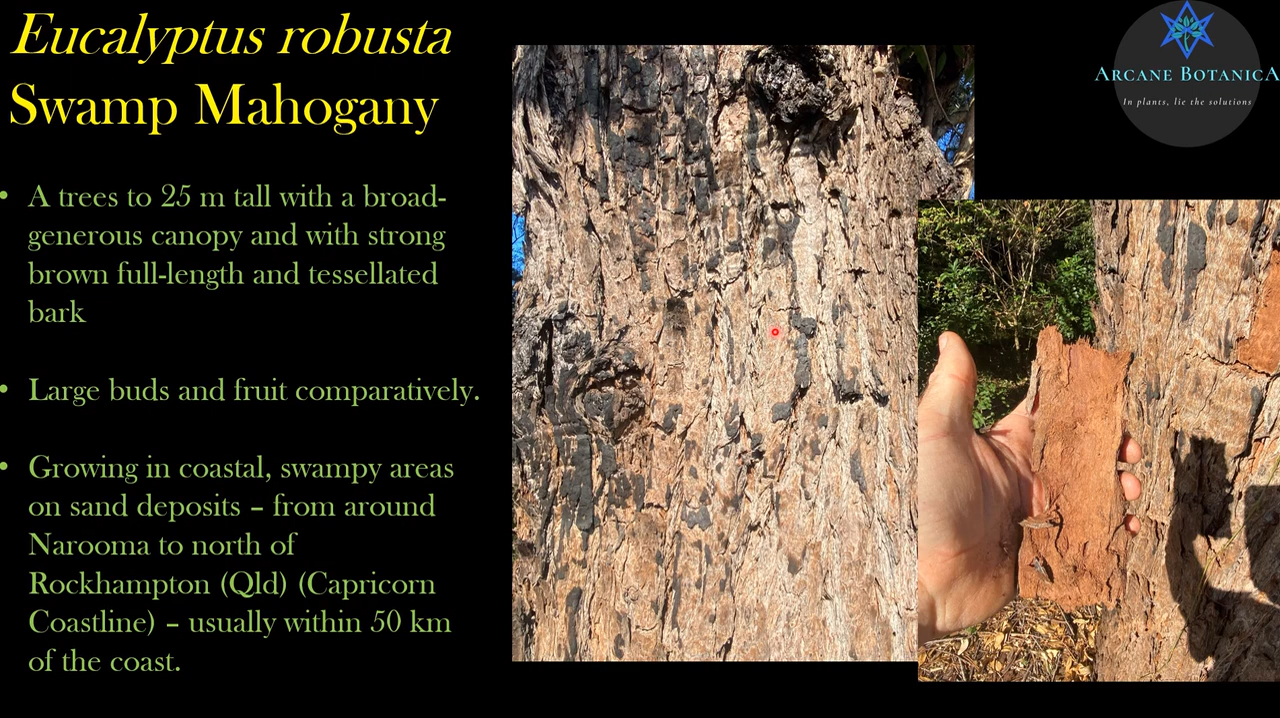 Eucalyptus robusta
Swamp Mahogany
• A trees to 25 m tall with a broad-
generous canopy and with strong
brown full-length and tessellated
bark
• Large buds and fruit comparatively.
• Growing in coastal, swampy areas
on sand deposits – from around
Narooma to north of
Rockhampton (Qld) (Capricorn
Coastline) – usually within 50 km
of the coast.
ARCANE BOTANICA
In plants, lie the solutions